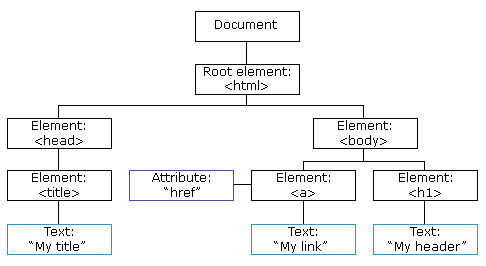 Document
Root element:
<html>
Element:
<head>
Element:
<body>
Element:
<title>
Attribute:
“href”
Element:
<a>
Element:
<h1>
Text:
“My title”
Text:
“My link”
Text:
“My header”